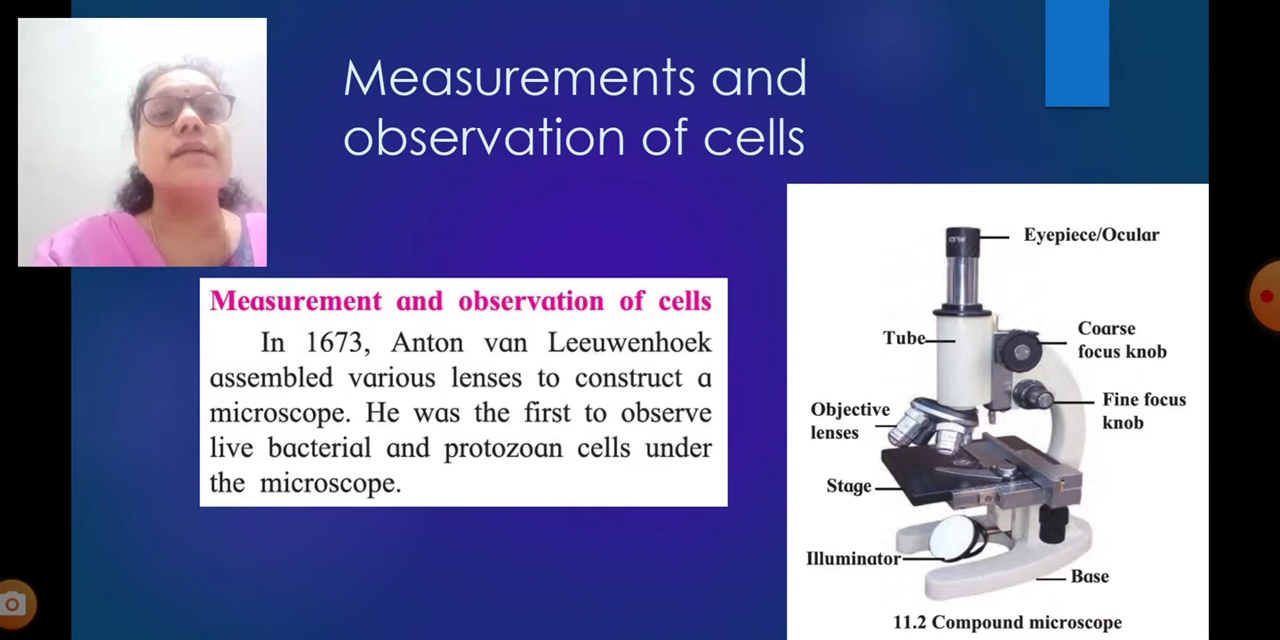 Measurements and
observation of cells
Measurement and observation of cells
In 1673, Anton van Leeuwenhoek
assembled various lenses to construct a
microscope. He was the first to observe
live bacterial and protozoan cells under
the microscope.
Eyepiece/Ocular
Tube
Coarse
focus knob
Fine focus
knob
Objective
lenses
Stage
Illuminator
Base
11.2 Compound microscope